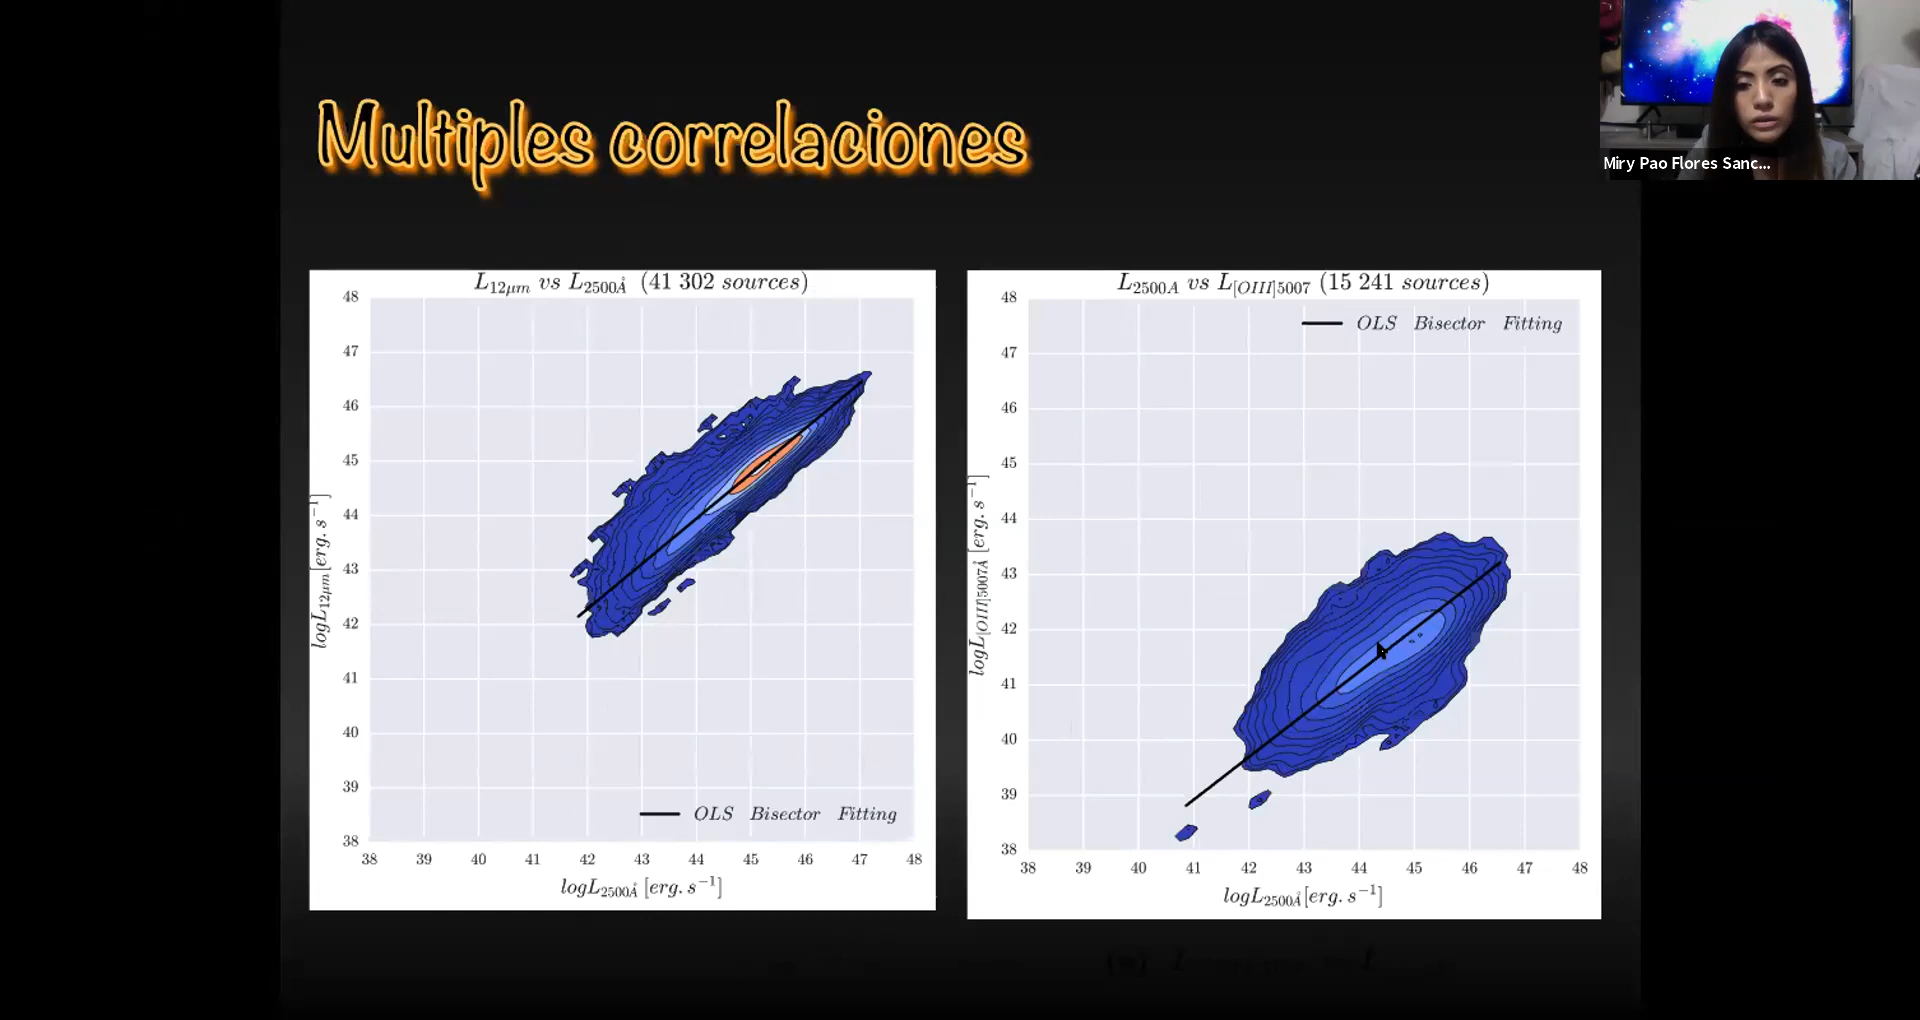 Multiples correlaciones
Miry Pao Flores Sanc...
L12μm vs L2500Å (41 302 sources)
48
47
46
45
44
43
42
41
40
39
38
logL12μm[erg.s−1]
OLS Bisector Fitting
38 39 40 41 42 43 44 45 46 47 48
logL2500Å [erg.s−1]
L2500A vs L[OIII]5007 (15 241 sources)
OLS Bisector Fitting
48
47
46
45
44
43
42
41
40
39
38
logL[OIII]5007Å [erg.s−1]
38 39 40 41 42 43 44 45 46 47 48
logL2500Å[erg.s−1]